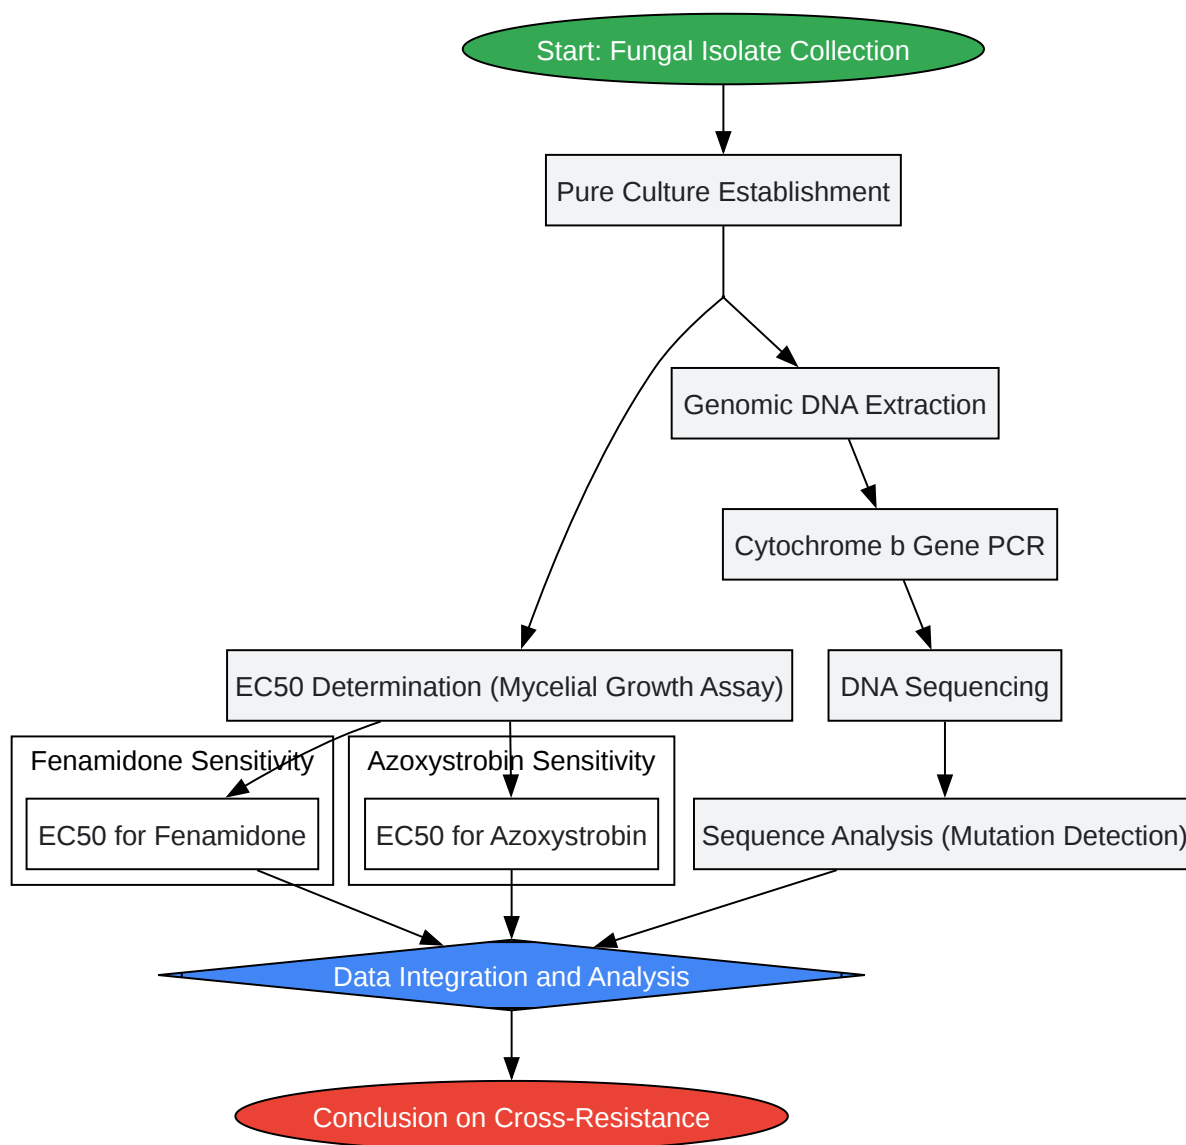 Start: Fungal Isolate Collection
Pure Culture Establishment
Genomic DNA Extraction
Cytochrome b Gene PCR
EC50 Determination (Mycelial Growth Assay)
DNA Sequencing
Fenamidone Sensitivity
Azoxystrobin Sensitivity
EC50 for Fenamidone
EC50 for Azoxystrobin
Sequence Analysis (Mutation Detection)
Data Integration and Analysis
Conclusion on Cross-Resistance